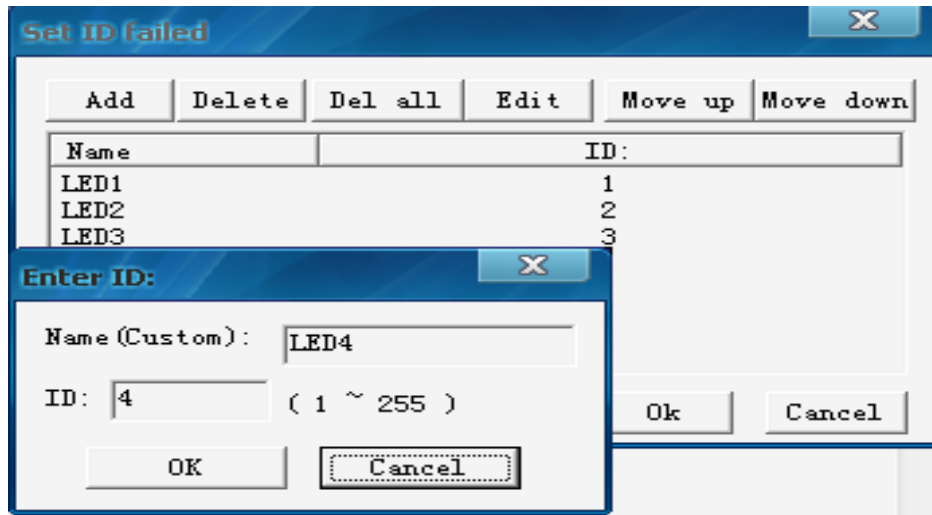 Set ID failed
Add Delete Del all Edit Move up Move down
Name ID:
LED1 1
LED2 2
LED3 3
Enter ID:
Name(Custom): LED4
ID: 4 ( 1 ~ 255 )
OK Cancel
Ok Cancel